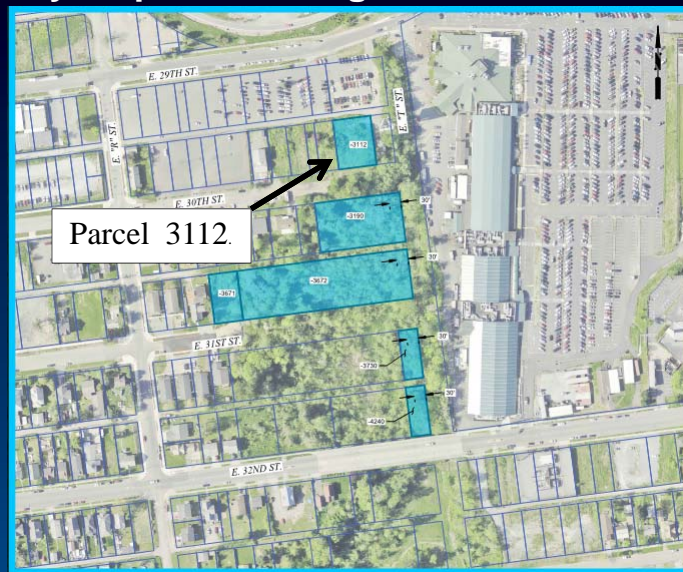 E. 29TH ST.
E. "T" ST.
N
E. "R" ST.
-3112
E. 30TH ST.
Parcel 3112.
-3190
30'
30'
-3671
-3672
E. 31ST ST.
30'
-3730
30'
-4240
E. 32ND ST.